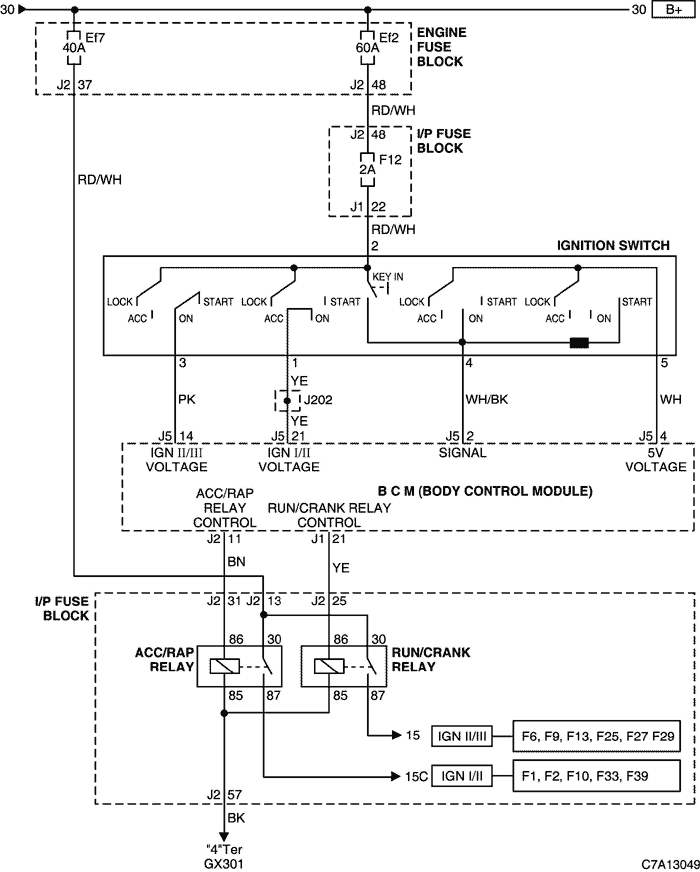 30 30 B+
Ef7 Ef2 ENGINE
40A 60A FUSE
BLOCK
J2 37 J2 48
RD/WH
J2 48 I/P FUSE
BLOCK
F12
2A
RD/WH
J1 22
RD/WH
2 IGNITION SWITCH
KEY IN
LOCK START LOCK START LOCK START LOCK START
ACC ON ACC ON ACC ON ACC ON
3 1 4 5
YE
PK J202 WH/BK WH
YE
J5 14 J5 21 J5 2 J5 4
IGN II/III IGN I/II SIGNAL 5V
VOLTAGE VOLTAGE VOLTAGE
B C M (BODY CONTROL MODULE)
ACC/RAP
RELAY RUN/CRANK RELAY
CONTROL CONTROL
J2 11 J1 21
BN YE
I/P FUSE J2 31 J2 13 J2 25
BLOCK
86 30 86 30
ACC/RAP RUN/CRANK
RELAY RELAY
85 87 85 87
15 IGN II/III F6, F9, F13, F25, F27 F29
15C IGN I/II F1, F2, F10, F33, F39
J2 57
BK
"4"Ter
GX301 C7A13049